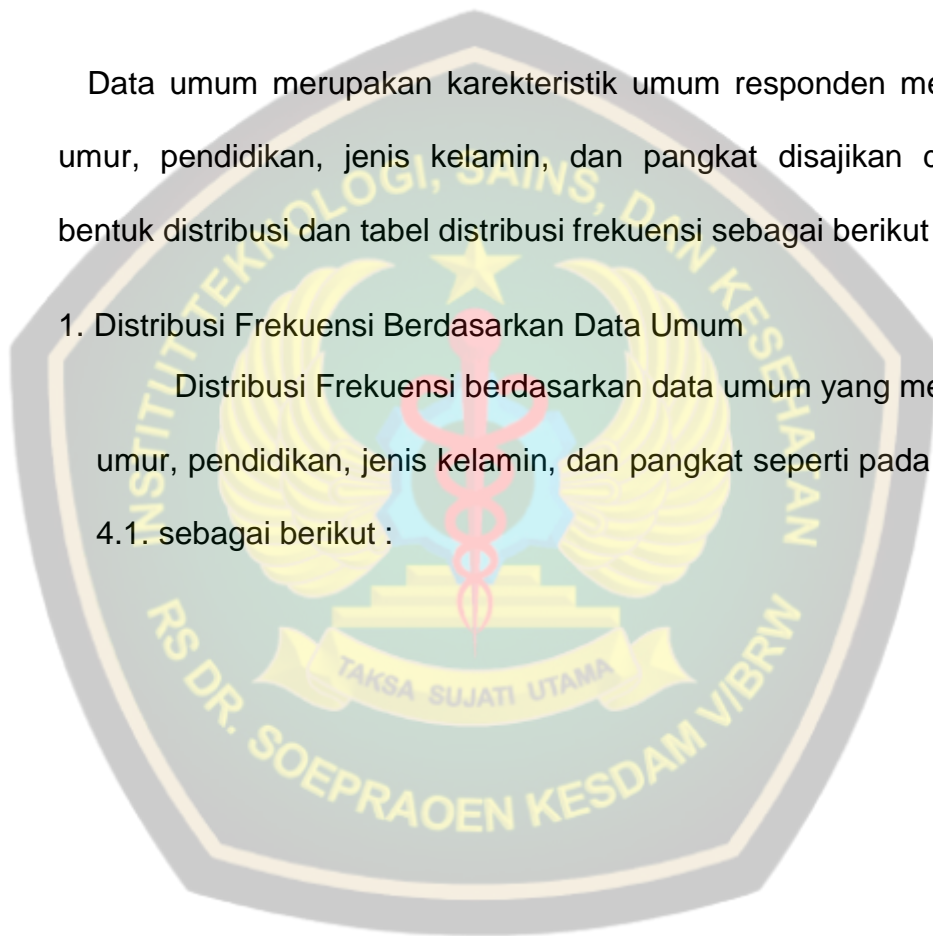 Data umum merupakan karekteristik umum responden
umur, pendidikan, jenis kelamin, dan pangkat disajikan
bentuk distribusi dan tabel distribusi frekuensi sebagai berikut
1. Distribusi Frekuensi Berdasarkan Data Umum
Distribusi Frekuensi berdasarkan data umum yang
umur, pendidikan, jenis kelamin, dan pangkat seperti pada
4.1. sebagai berikut :
INSTITUT TEKNOLOGI, SAINS, DAN KESEHATAN
TAKSA SUJATI UTAMA
RS DR. SOEPRAOEN KESDAM V/BRW